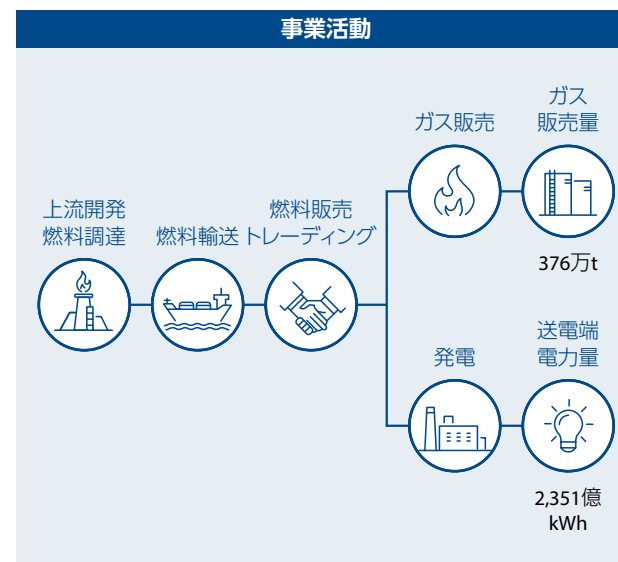 事業活動
上流開発
燃料調達
燃料輸送
燃料販売
トレーディング
ガス販売
ガス
販売量
376万t
発電
送電端
電力量
2,351億
kWh